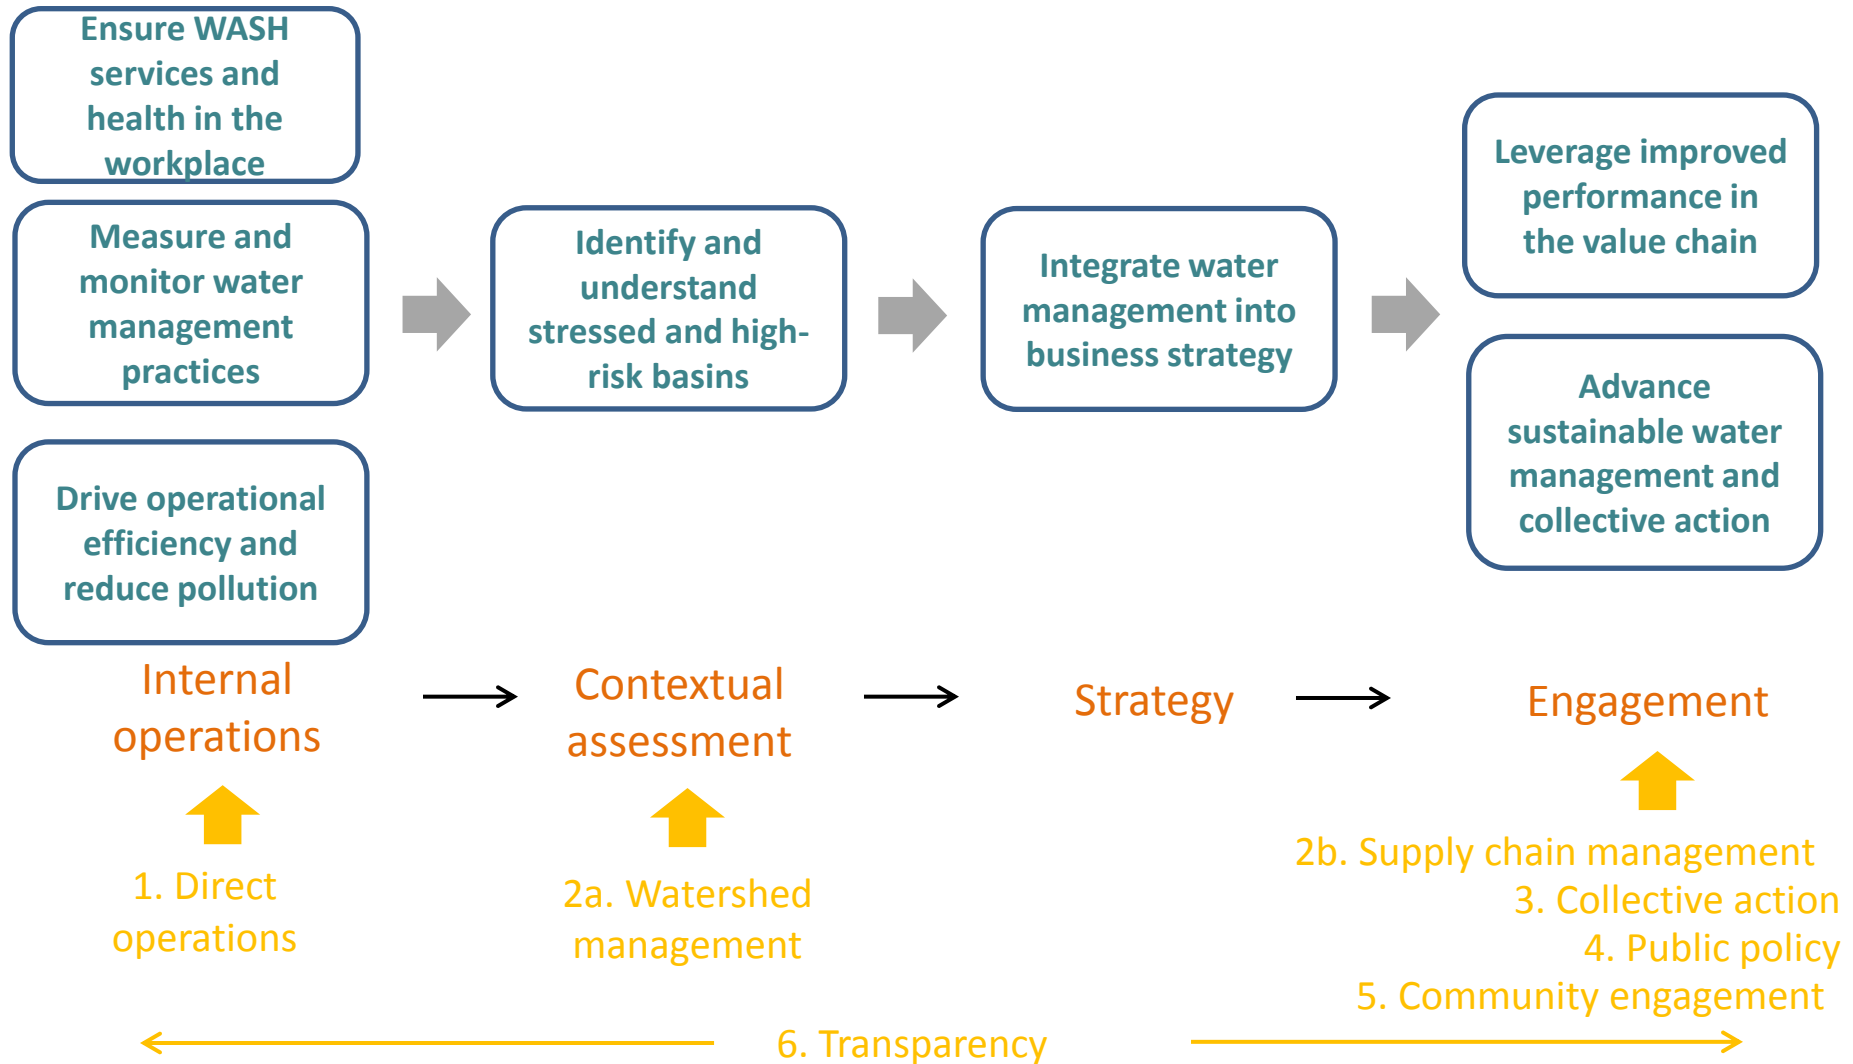 Ensure WASH
services and
health in the
workplace
Measure and
monitor water
management
practices
Drive operational
efficiency and
reduce pollution
Identify and
understand
stressed and high-
risk basins
Integrate water
management into
business strategy
Leverage improved
performance in
the value chain
Advance
sustainable water
management and
collective action
Internal
operations
Contextual
assessment
Strategy
Engagement
1. Direct
operations
2a. Watershed
management
2b. Supply chain management
3. Collective action
4. Public policy
5. Community engagement
6. Transparency